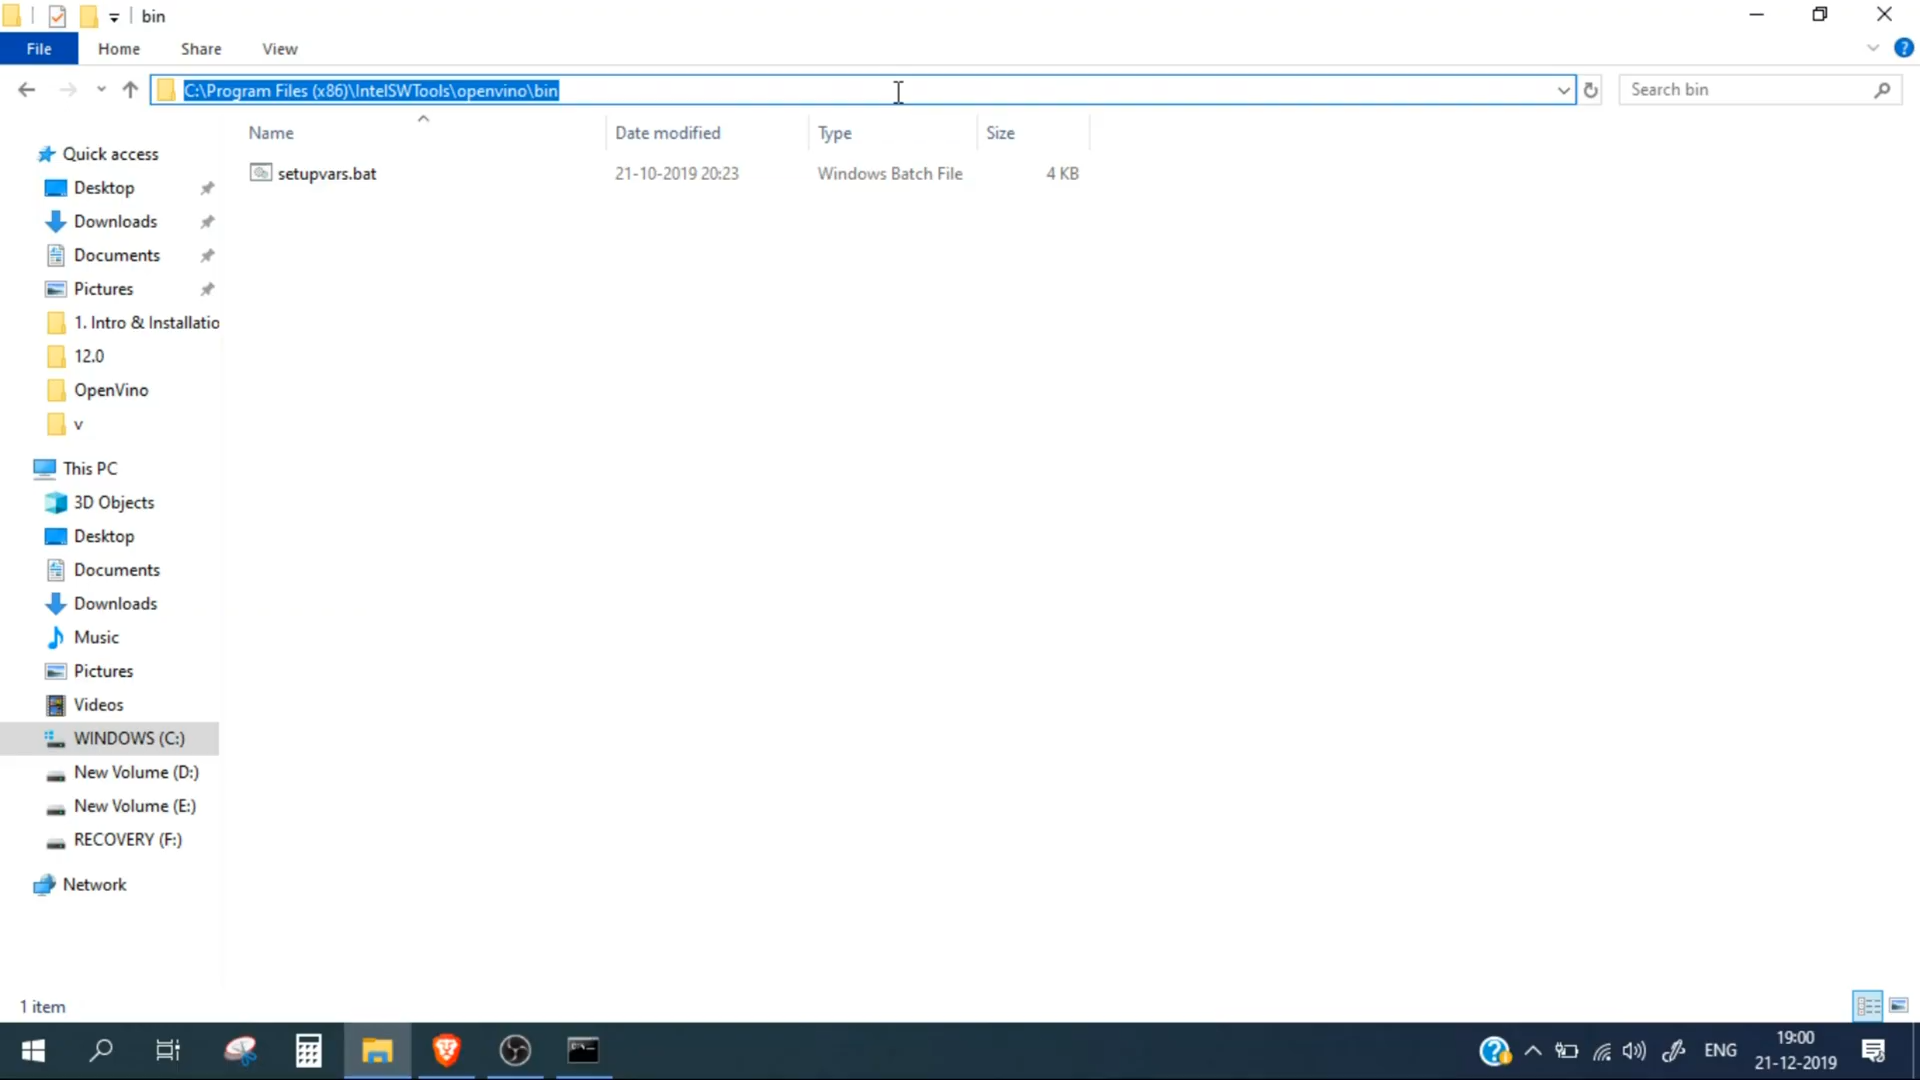 bin
File Home Share View
C:\Program Files (x86)\IntelSWTools\openvino\bin
Search bin
Name Date modified Type Size
setupvars.bat 21-10-2019 20:23 Windows Batch File 4 KB
Quick access
Desktop
Downloads
Documents
Pictures
1. Intro & Installatio
12.0
OpenVino
v
This PC
3D Objects
Desktop
Documents
Downloads
Music
Pictures
Videos
WINDOWS (C:)
New Volume (D:)
New Volume (E:)
RECOVERY (F:)
Network
1 item
ENG
19:00
21-12-2019